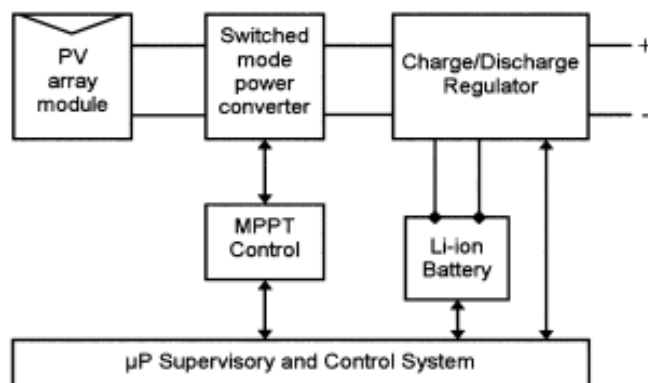 PV
array
module
Switched
mode
power
converter
Charge/Discharge
Regulator
+
-
MPPT
Control
Li-ion
Battery
µP Supervisory and Control System